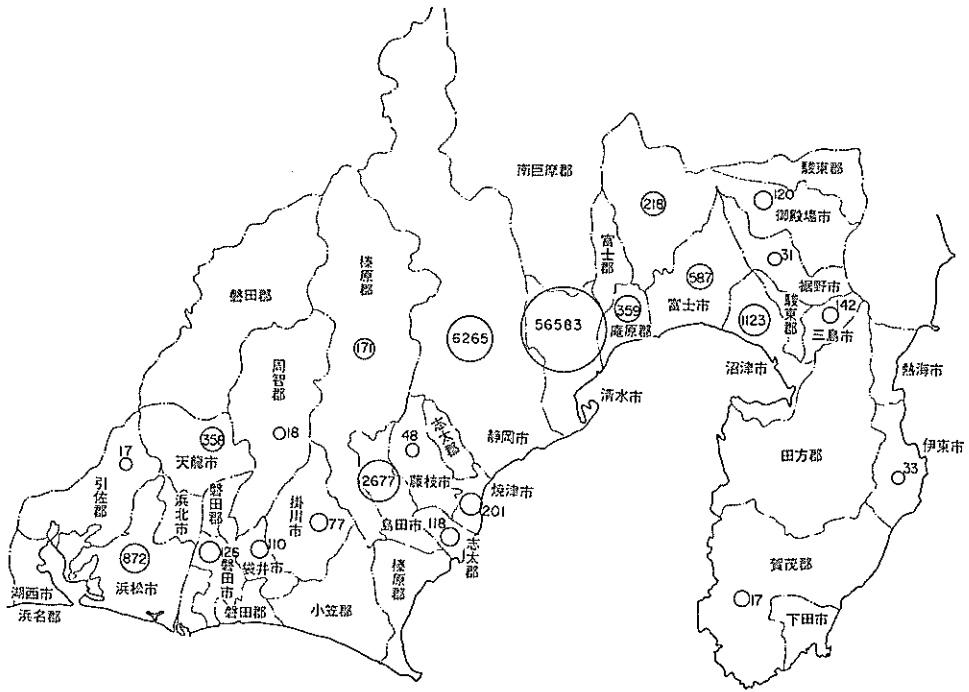 南巨摩郡
駿東郡
120
御殿場市
218
富士郡
31
裾野市
587
富士市
榛原郡
磐田郡
56583
359
庵原郡
1123
駿東郡
142
三島市
6265
171
周智郡
沼津市
熱海市
清水市
志太郡
静岡市
48
18
358
天龍市
17
田方郡
伊東市
33
引佐郡
浜北市
磐田郡
掛川市
77
2677
藤枝市
焼津市
201
島田市
118
志太郡
110
袋井市
872
浜松市
磐田市
榛原郡
賀茂郡
湖西市
浜名郡
磐田郡
小笠郡
17
下田市